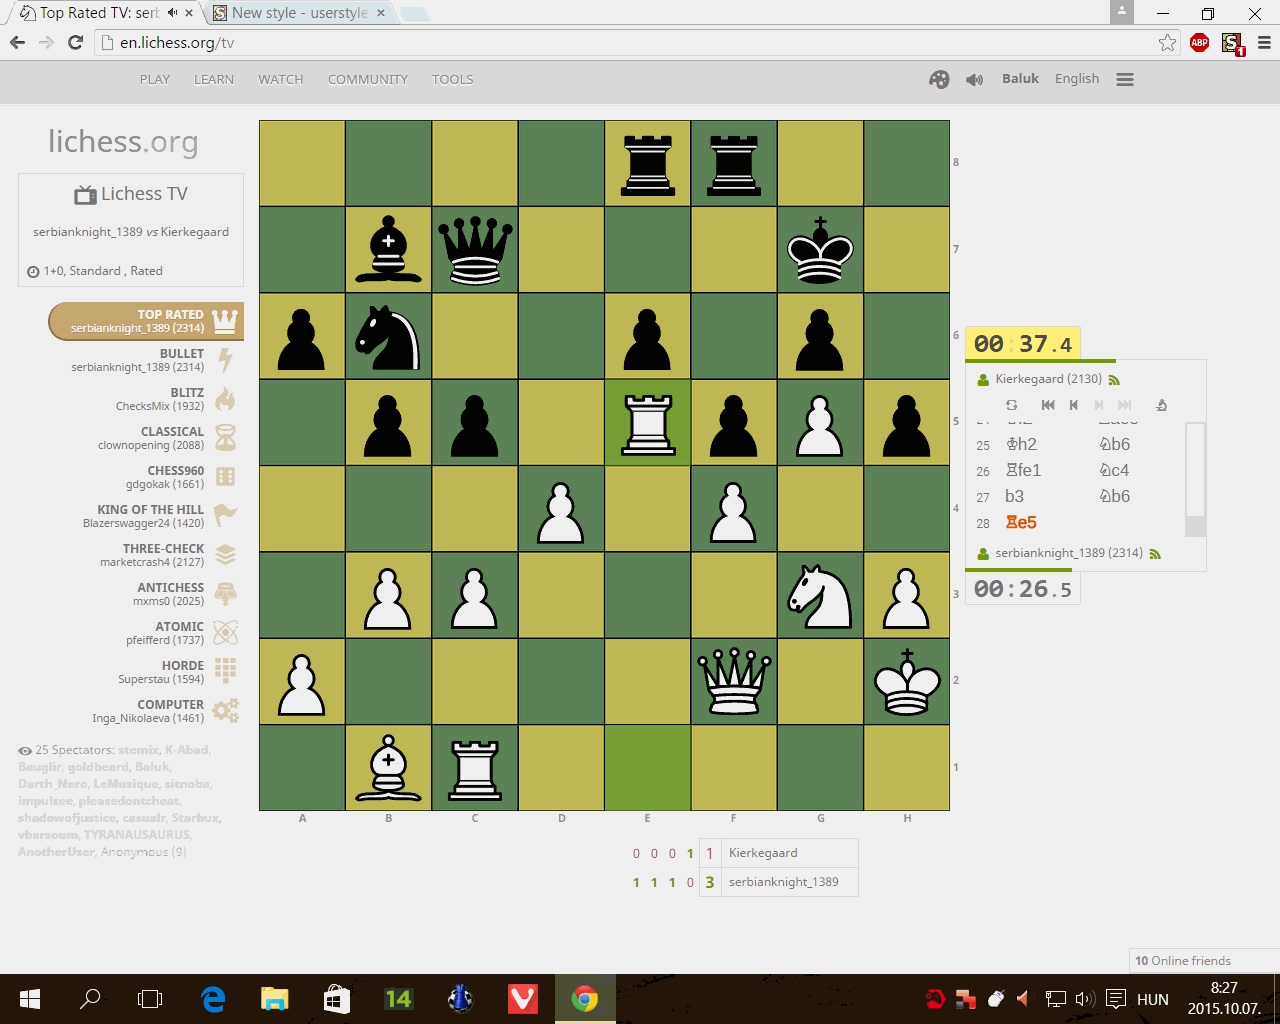 Top Rated TV: serb
New style - userstyle
en.lichess.org/tv
ABP
S
1
PLAY LEARN WATCH COMMUNITY TOOLS
Baluk English
lichess.org
Lichess TV
serbianknight_1389 vs Kierkegaard
1+0, Standard , Rated
TOP RATED
serbianknight_1389 (2314)
BULLET
serbianknight_1389 (2314)
BLITZ
ChecksMix (1932)
CLASSICAL
clownopening (2088)
CHESS960
gdgokak (1661)
KING OF THE HILL
Blazerswagger24 (1420)
THREE-CHECK
marketcrash4 (2127)
ANTICHESS
mxms0 (2025)
ATOMIC
pfeifferd (1737)
HORDE
Superstau (1594)
COMPUTER
Inga_Nikolaeva (1461)
25 Spectators: stemix, K-Abad,
Bauglir, goldbeard, Baluk,
Darth_Nero, LeMusique, sitnoba,
impulsee, pleasedontcheat,
shadowofjustice, casualr, Starbux,
vbarsoum, TYRANAUSAURUS,
AnotherUser, Anonymous (9)
8
7
6
5
4
3
2
1
A B C D E F G H
00:37.4
Kierkegaard (2130)
25 ♔h2 ♘b6
26 ♖fe1 ♘c4
27 b3 ♘b6
28 ♖e5
serbianknight_1389 (2314)
00:26.5
0 0 0 1 1 Kierkegaard
1 1 1 0 3 serbianknight_1389
10 Online friends
14
HUN
8:27
2015.10.07.